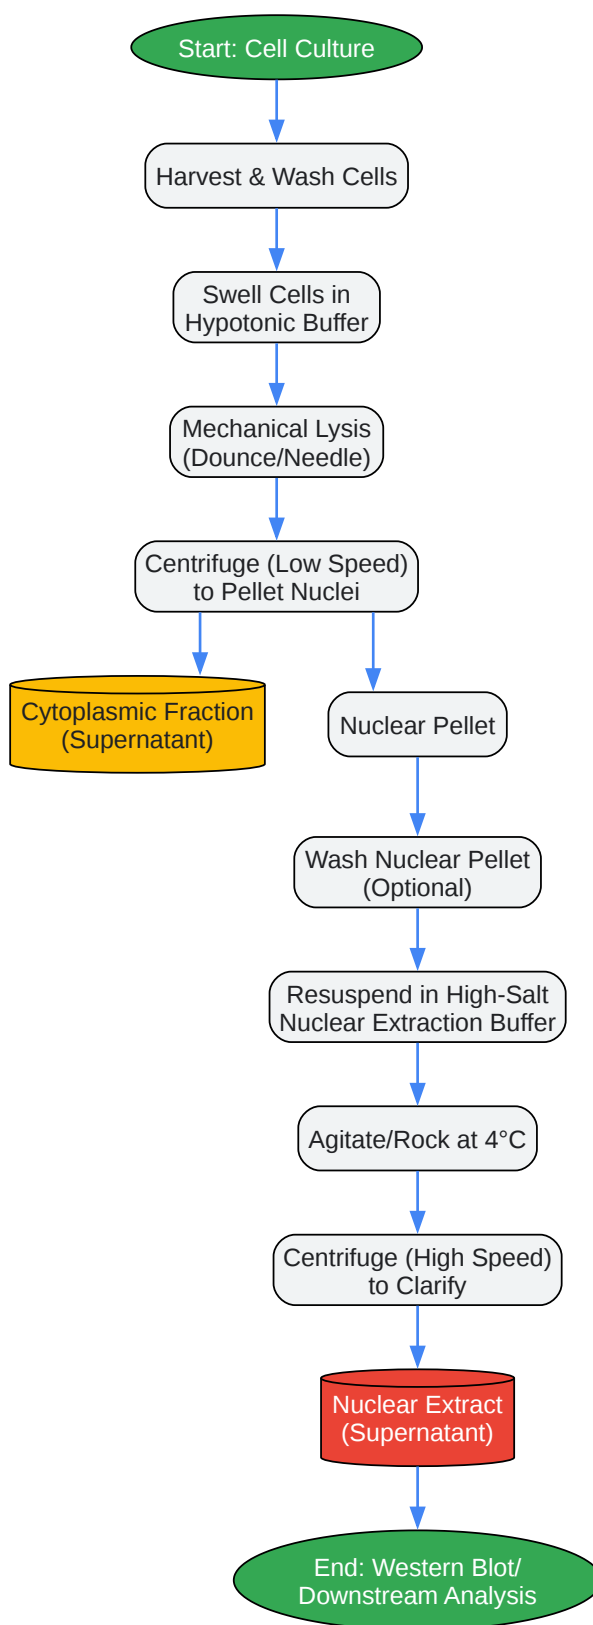 Start: Cell Culture
Harvest & Wash Cells
Swell Cells in
Hypotonic Buffer
Mechanical Lysis
(Dounce/Needle)
Centrifuge (Low Speed)
to Pellet Nuclei
Cytoplasmic Fraction
(Supernatant)
Nuclear Pellet
Wash Nuclear Pellet
(Optional)
Resuspend in High-Salt
Nuclear Extraction Buffer
Agitate/Rock at 4°C
Centrifuge (High Speed)
to Clarify
Nuclear Extract
(Supernatant)
End: Western Blot/
Downstream Analysis